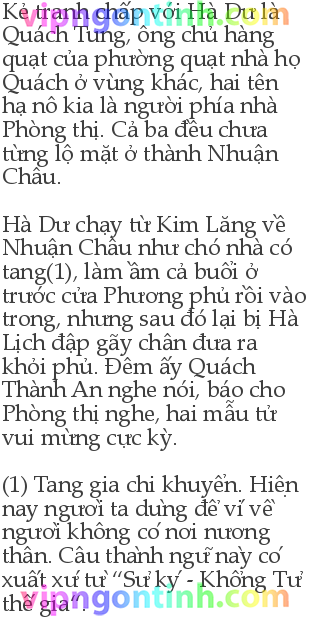 vipngontinh.com
Kẻ tranh chấp với Hà Dư là
Quách Tùng, ông chủ hàng
quạt của phường quạt nhà họ
Quách ở vùng khác, hai tên
hạ nô kia là người phía nhà
Phòng thị. Cả ba đều chưa
từng lộ mặt ở thành Nhuận
Châu.
Hà Dư chạy từ Kim Lăng về
Nhuận Châu như chó nhà có
tang(1), làm ầm cả buổi ở
trước cửa Phương phủ rồi vào
trong, nhưng sau đó lại bị Hà
Lịch đập gãy chân đưa ra
khỏi phủ. Đêm ấy Quách
Thành An nghe nói, báo cho
Phòng thị nghe, hai mẫu tử
vui mừng cực kỳ.
(1) Tang gia chi khuyển. Hiện
nay người ta dùng để ví về
người không có nơi nương
thân. Câu thành ngữ này có
xuất xứ từ “Sử ký - Khổng Tử
thế gia”.
vipngontinh.com